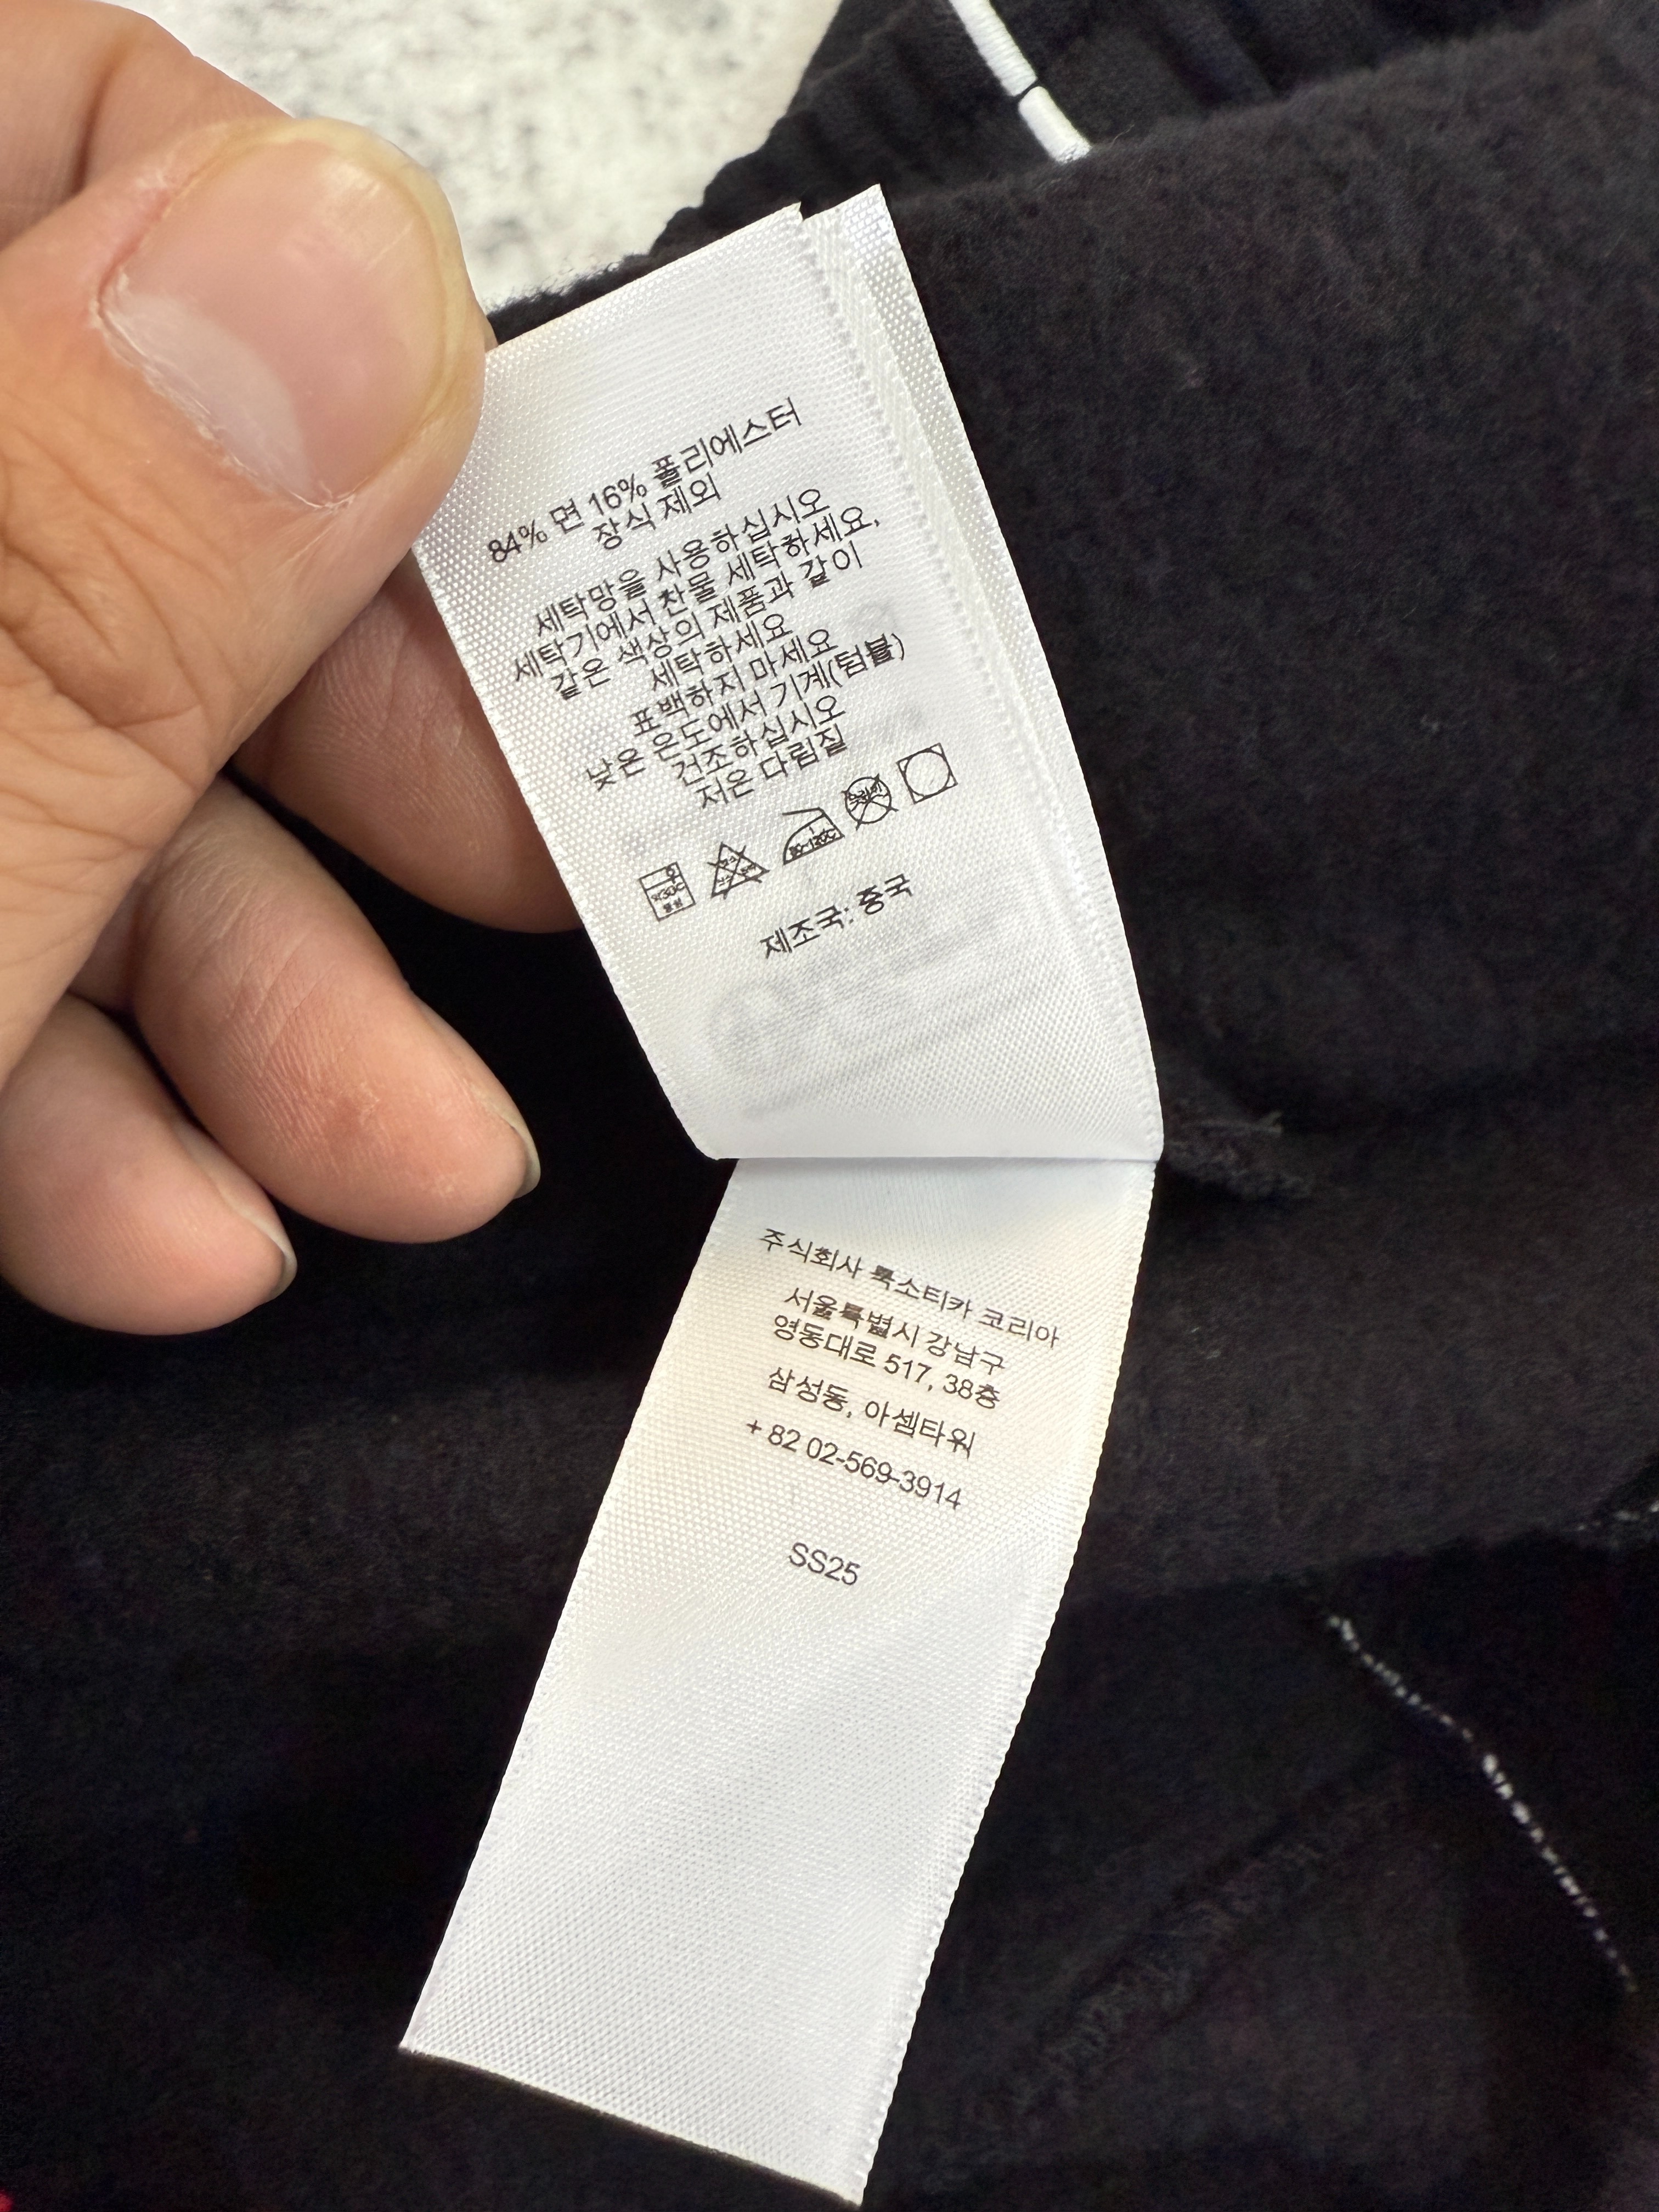 84% 면 16% 폴리에스터
장식 제외
세탁망을 사용하십시오
세탁기에서 찬물 세탁하세요,
같은 색상의 제품과 같이
세탁하세요
표백하지 마세요
낮은 온도에서 기계(텀블)
건조하십시오
저온 다림질
제조국: 중국
주식회사 룩소티카 코리아
서울특별시 강남구
영동대로 517, 38층
삼성동, 아셈타워
+ 82 02-569-3914
SS25